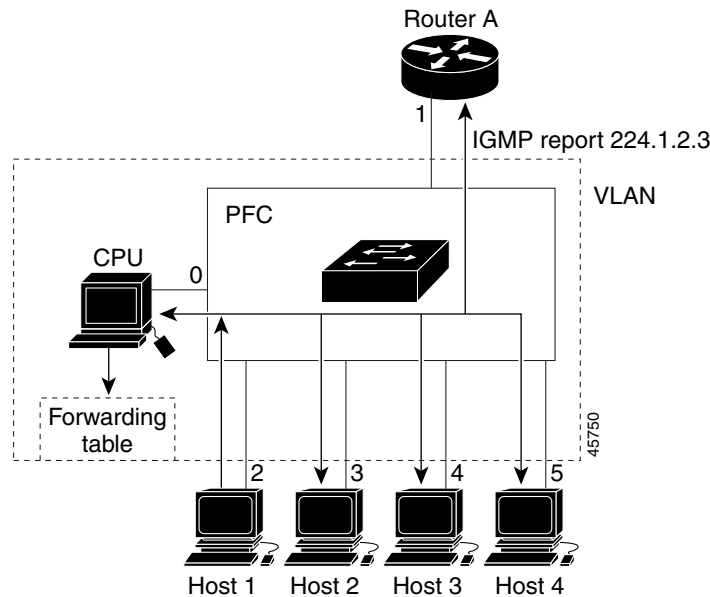 Router A
1
IGMP report 224.1.2.3
VLAN
PFC
CPU
0
Forwarding
table
45750
2
3
4
5
Host 1
Host 2
Host 3
Host 4